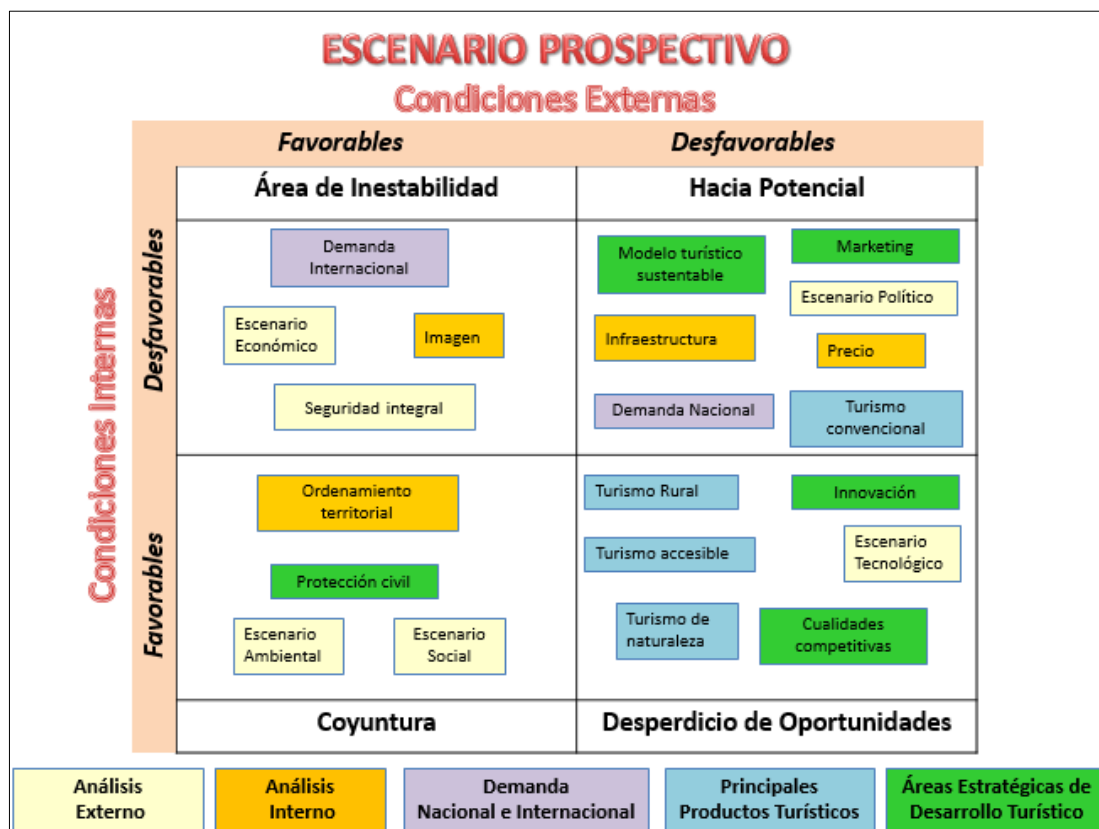 ESCENARIO PROSPECTIVO
Condiciones Externas
Favorables
Desfavorables
Condiciones Internas
Desfavorables
Favorables
Área de Inestabilidad
Demanda
Internacional
Escenario
Económico
Imagen
Seguridad integral
Hacia Potencial
Modelo turístico
sustentable
Marketing
Escenario Político
Infraestructura
Precio
Demanda Nacional
Turismo
convencional
Ordenamiento
territorial
Protección civil
Escenario
Ambiental
Escenario
Social
Coyuntura
Turismo Rural
Innovación
Turismo accesible
Escenario
Tecnológico
Turismo de
naturaleza
Cualidades
competitivas
Desperdicio de Oportunidades
Análisis
Externo
Análisis
Interno
Demanda
Nacional e Internacional
Principales
Productos Turísticos
Áreas Estratégicas de
Desarrollo Turístico